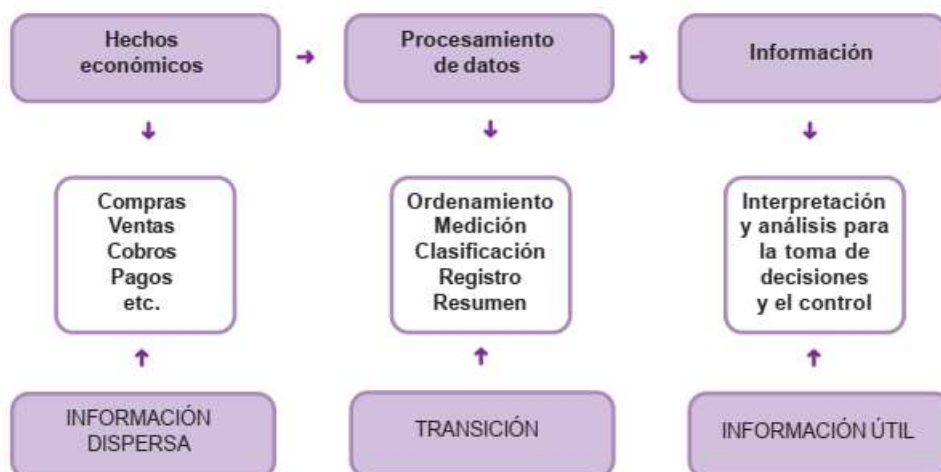 Hechos
económicos
Procesamiento
de datos
Información
Compras
Ventas
Cobros
Pagos
etc.
Ordenamiento
Medición
Clasificación
Registro
Resumen
Interpretación
y análisis para
la toma de
decisiones
y el control
INFORMACIÓN
DISPERSA
TRANSICIÓN
INFORMACIÓN ÚTIL